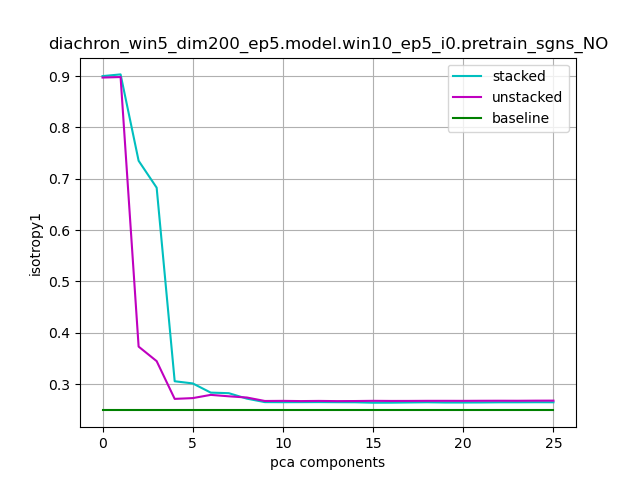 diachron_win5_dim200_ep5.model.win10_ep5_i0.pretrain_sgns_NO
stacked
unstacked
baseline
isotropy1
0.9
0.8
0.7
0.6
0.5
0.4
0.3
0
5
10
15
20
25
pca components